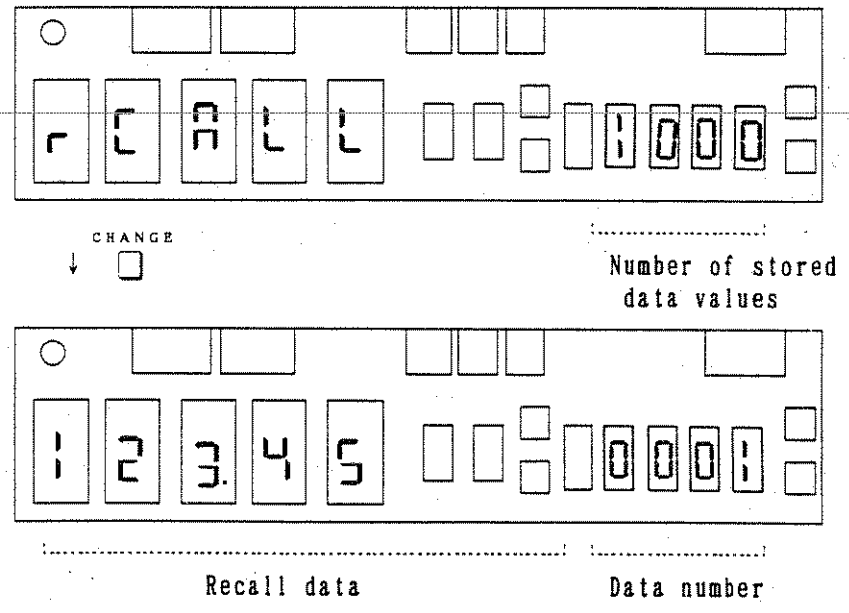 rCALL 1000
CHANGE
↓
Number of stored
data values
123.45 0001
Recall data Data number